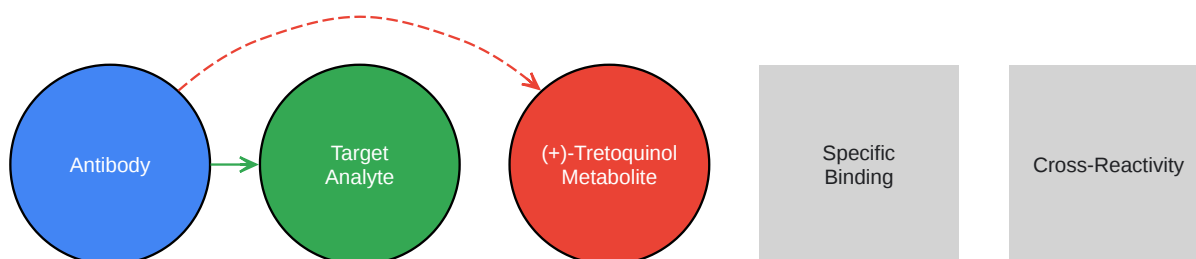 Antibody
Target
Analyte
(+)-Tretoquinol
Metabolite
Specific
Binding
Cross-Reactivity